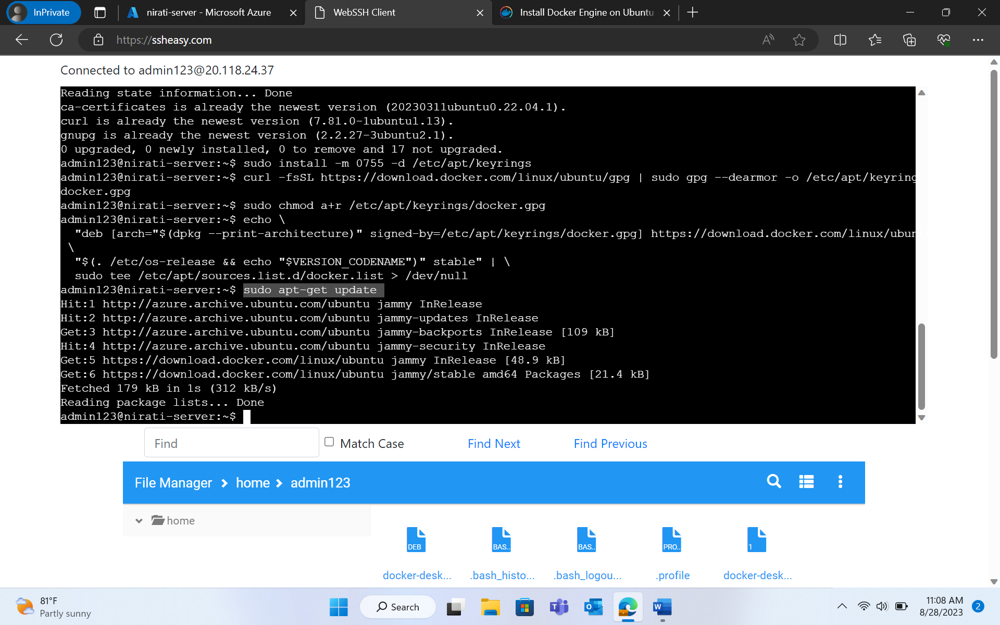 InPrivate
nirati-server - Microsoft Azure
WebSSH Client
Install Docker Engine on Ubuntu
https://ssheasy.com
Connected to admin123@20.118.24.37
Reading state information... Done
ca-certificates is already the newest version (20230311ubuntu0.22.04.1).
curl is already the newest version (7.81.0-1ubuntu1.13).
gnupg is already the newest version (2.2.27-3ubuntu2.1).
0 upgraded, 0 newly installed, 0 to remove and 17 not upgraded.
admin123@nirati-server:~$ sudo install -m 0755 -d /etc/apt/keyrings
admin123@nirati-server:~$ curl -fsSL https://download.docker.com/linux/ubuntu/gpg | sudo gpg --dearmor -o /etc/apt/keyring
docker.gpg
admin123@nirati-server:~$ sudo chmod a+r /etc/apt/keyrings/docker.gpg
admin123@nirati-server:~$ echo \
"deb [arch="$(dpkg --print-architecture)" signed-by=/etc/apt/keyrings/docker.gpg] https://download.docker.com/linux/ubun
\
"$(. /etc/os-release && echo "$VERSION_CODENAME")" stable" | \
sudo tee /etc/apt/sources.list.d/docker.list > /dev/null
admin123@nirati-server:~$ sudo apt-get update
Hit:1 http://azure.archive.ubuntu.com/ubuntu jammy InRelease
Hit:2 http://azure.archive.ubuntu.com/ubuntu jammy-updates InRelease
Get:3 http://azure.archive.ubuntu.com/ubuntu jammy-backports InRelease [109 kB]
Hit:4 http://azure.archive.ubuntu.com/ubuntu jammy-security InRelease
Get:5 https://download.docker.com/linux/ubuntu jammy InRelease [48.9 kB]
Get:6 https://download.docker.com/linux/ubuntu jammy/stable amd64 Packages [21.4 kB]
Fetched 179 kB in 1s (312 kB/s)
Reading package lists... Done
admin123@nirati-server:~$
Find
Match Case
Find Next
Find Previous
File Manager
home
admin123
home
DEB
BAS..
BAS..
PRO..
1
docker-desk...
.bash_histo...
.bash_logou...
.profile
docker-desk...
81°F
Partly sunny
Search
11:08 AM
8/28/2023
2